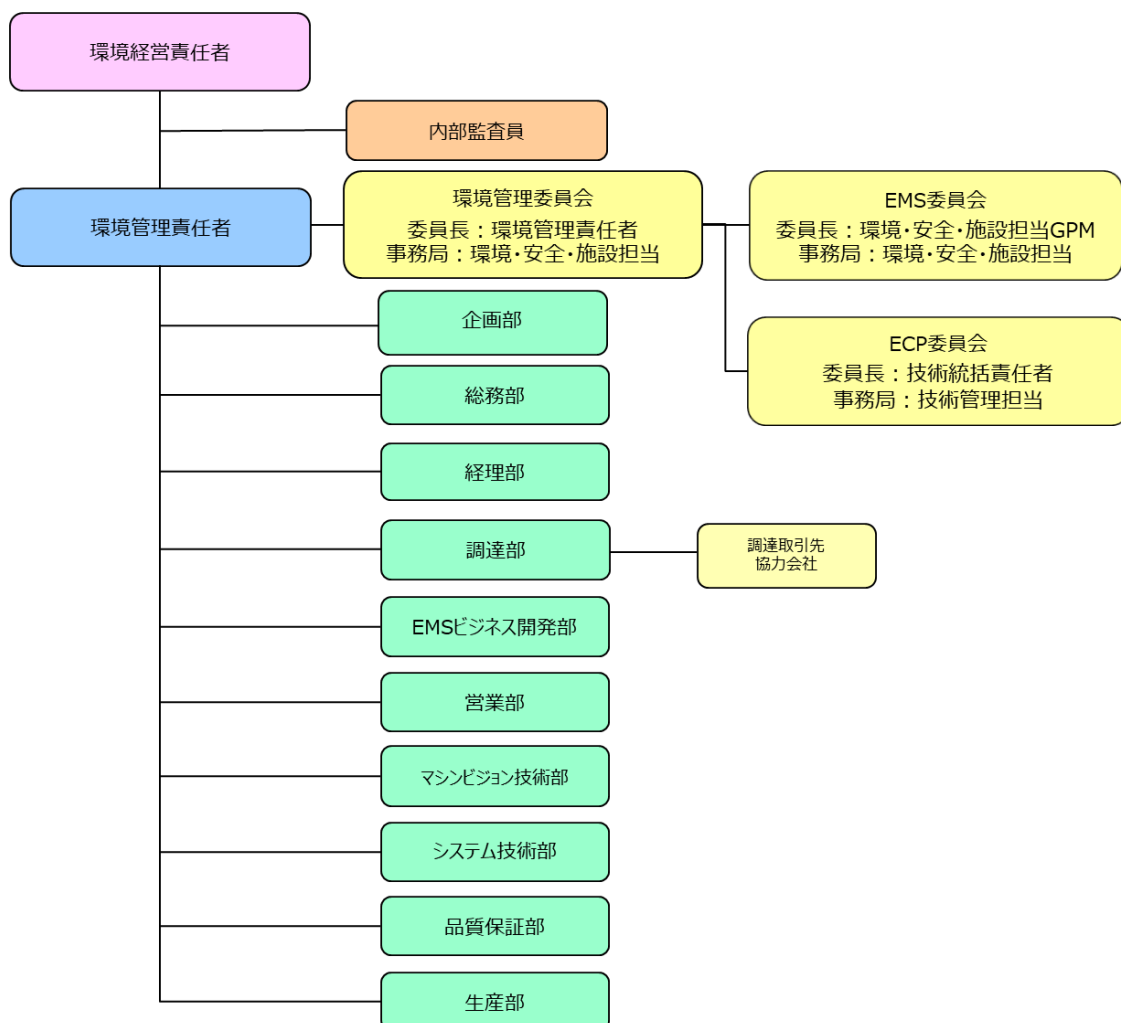 環境経営責任者
内部監査員
環境管理責任者
環境管理委員会
委員長：環境管理責任者
事務局：環境・安全・施設担当
EMS委員会
委員長：環境・安全・施設担当GPM
事務局：環境・安全・施設担当
ECP委員会
委員長：技術統括責任者
事務局：技術管理担当
企画部
総務部
経理部
調達部
調達取引先
協力会社
EMSビジネス開発部
営業部
マシンビジョン技術部
システム技術部
品質保証部
生産部